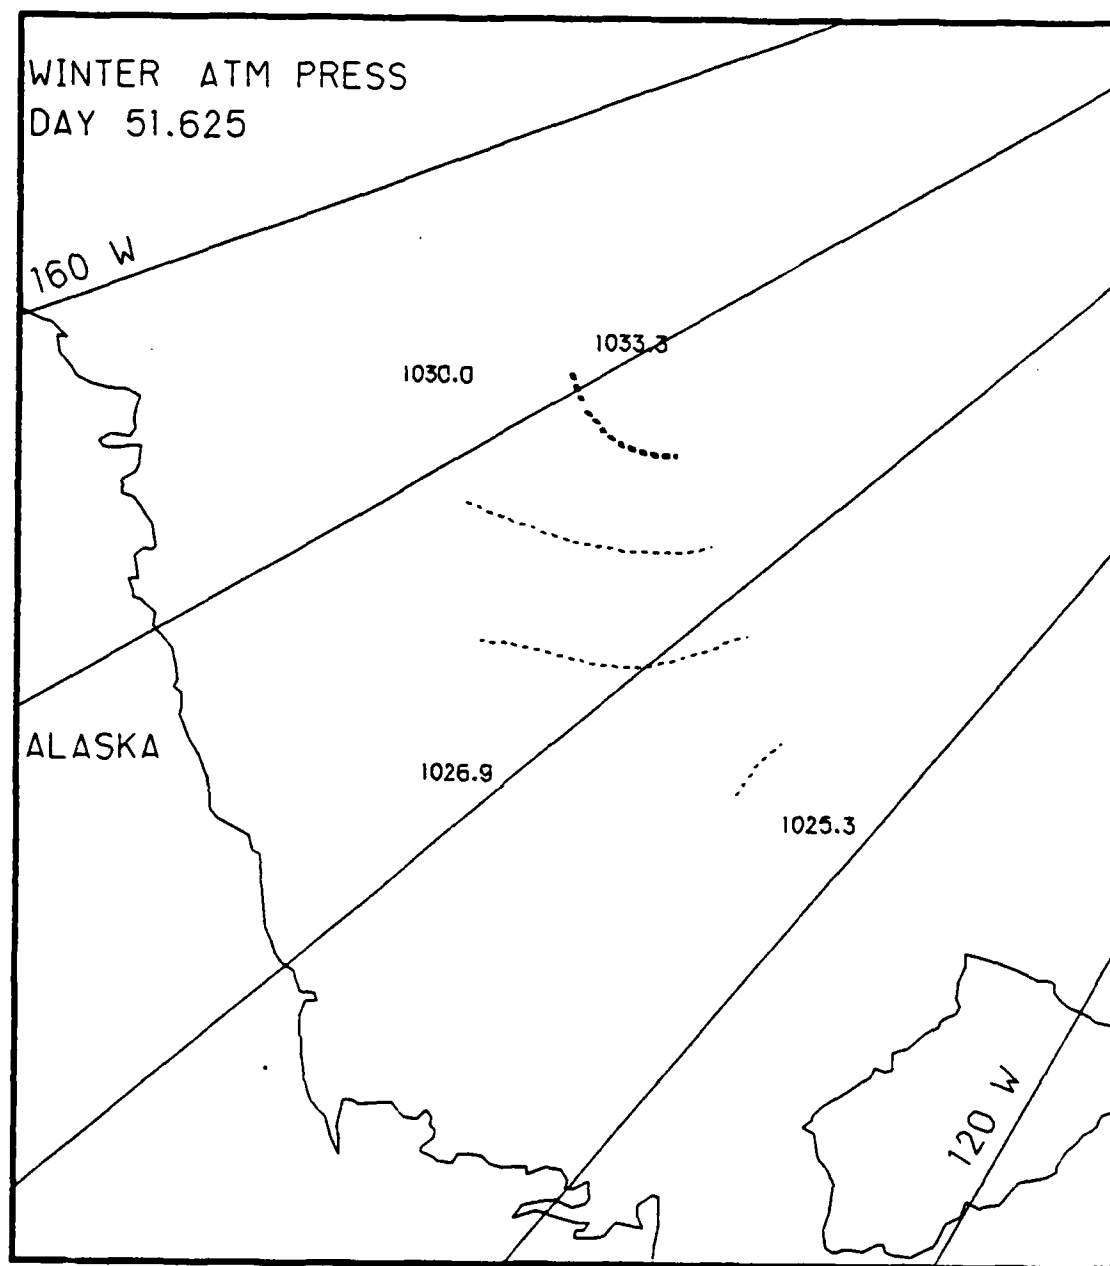 WINTER ATM PRESS
DAY 51.625
160 W
1033.3
1030.0
ALASKA
1026.9
1025.3
120 W